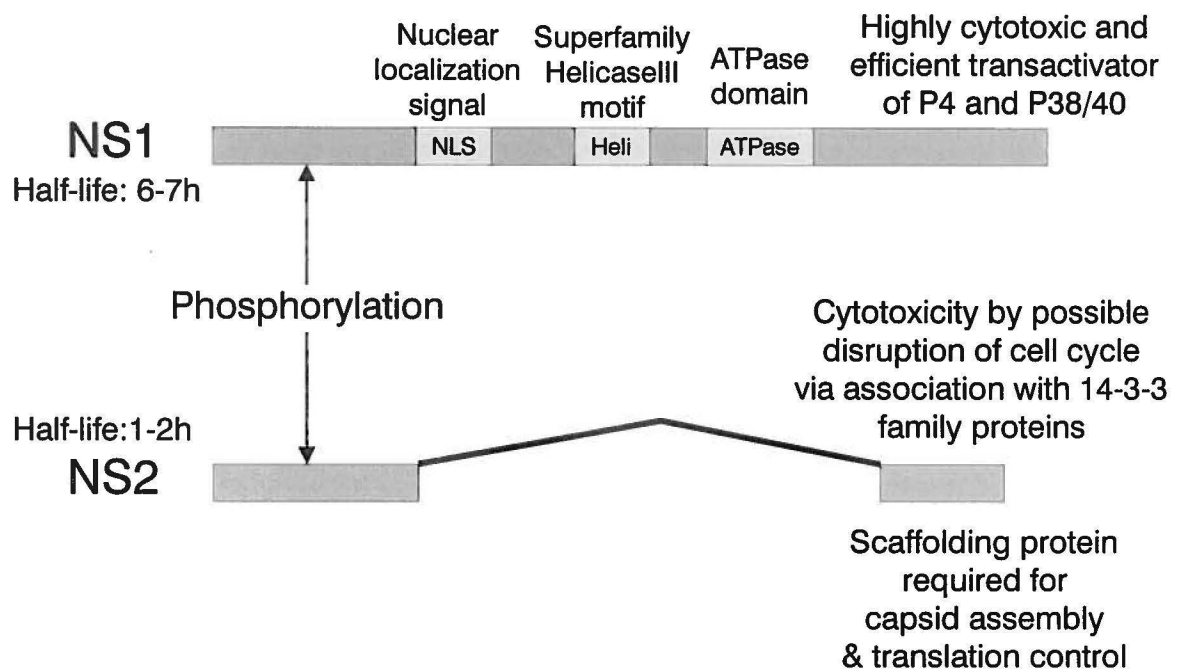 Nuclear
localization
signal
Superfamily
HelicaseIII
motif
ATPase
domain
Highly cytotoxic and
efficient transactivator
of P4 and P38/40
NS1
NLS
Heli
ATPase
Half-life: 6-7h
Phosphorylation
Cytotoxicity by possible
disruption of cell cycle
via association with 14-3-3
family proteins
Half-life:1-2h
NS2
Scaffolding protein
required for
capsid assembly
& translation control